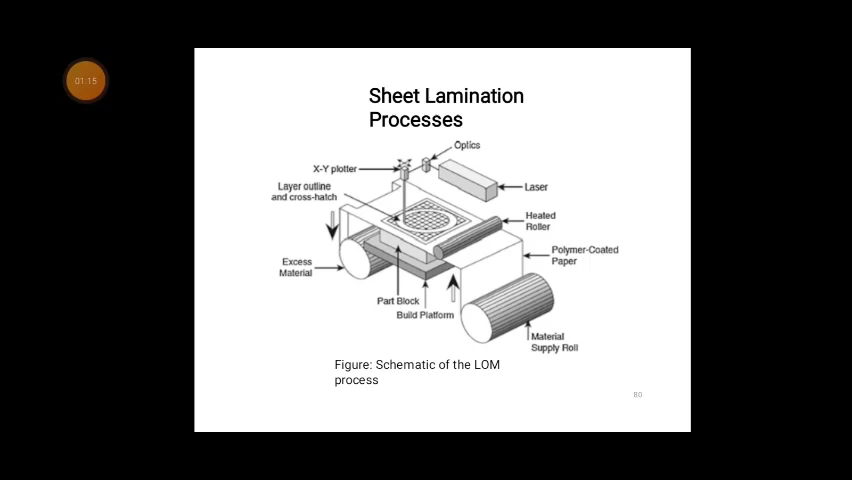 01:15
Sheet Lamination
Processes
Optics
X-Y plotter
Layer outline
and cross-hatch
Laser
Heated
Roller
Polymer-Coated
Paper
Excess
Material
Part Block
Build Platform
Material
Supply Roll
Figure: Schematic of the LOM
process
80